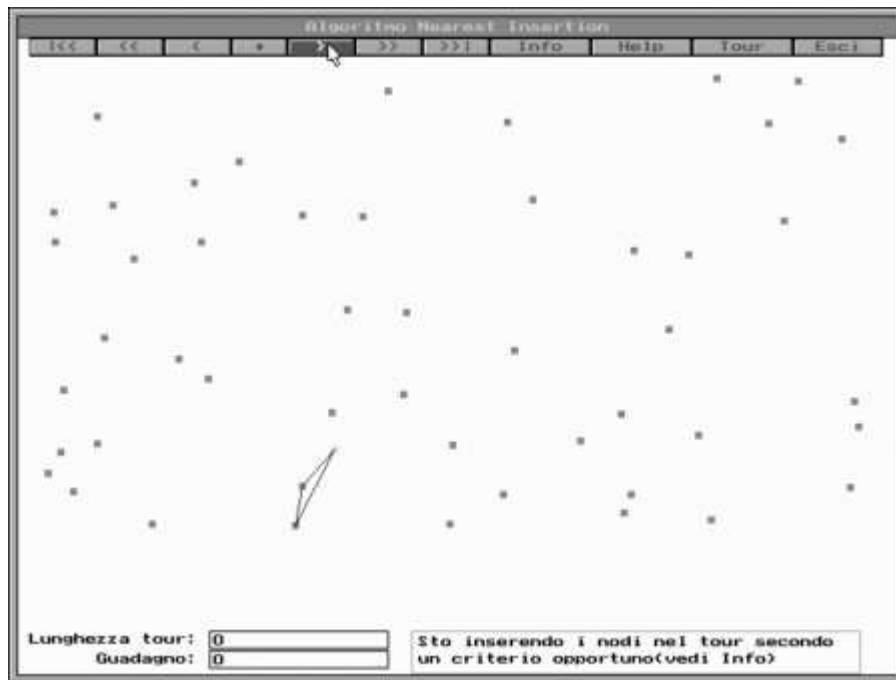 Algoritmo Nearest Insertion
I<< << < * > >> >>I Info Help Tour Esci
Lunghezza tour: 0
Guadagno: 0
Sto inserendo i nodi nel tour secondo
un criterio opportuno(vedi Info)